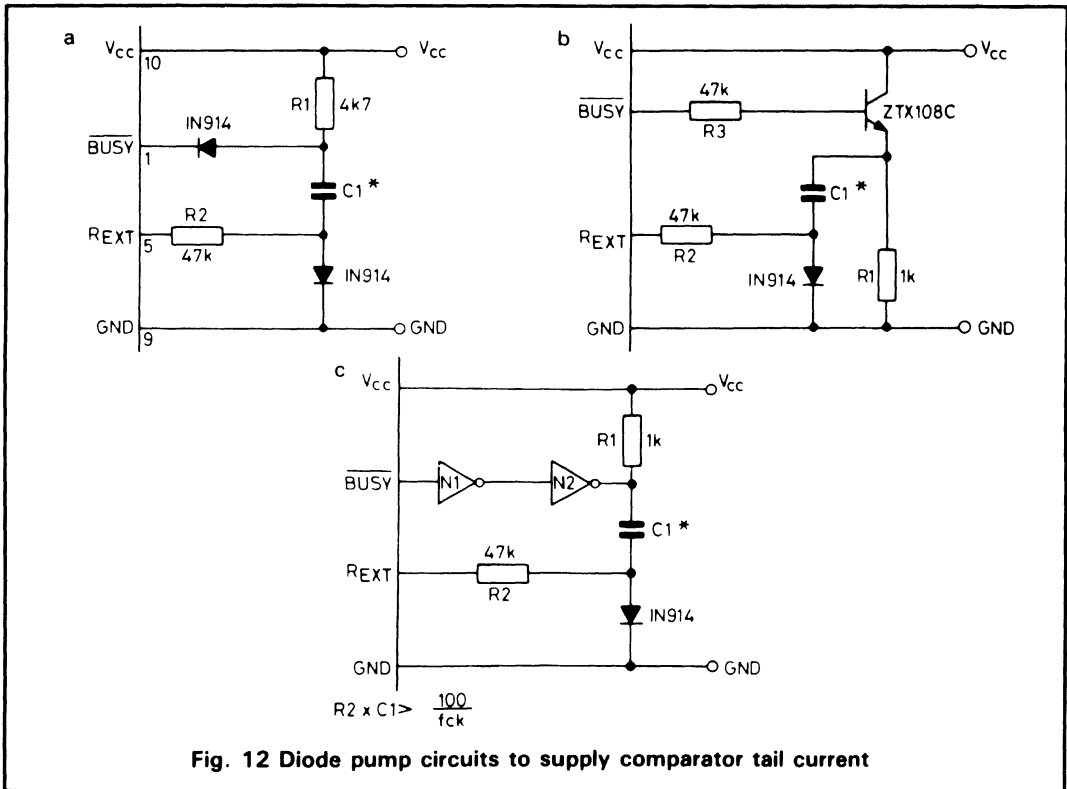 a
VCC
10
VCC
R1
4k7
IN914
BUSY
1
C1 *
R2
REXT
5
47k
IN914
GND
9
GND
b
VCC
VCC
47k
BUSY
ZTX108C
R3
C1 *
47k
REXT
R2
IN914
R1
1k
GND
GND
c
VCC
VCC
R1
1k
BUSY
N1
N2
C1 *
47k
REXT
R2
IN914
GND
GND
R2 x C1> 100
fck
Fig. 12 Diode pump circuits to supply comparator tail current